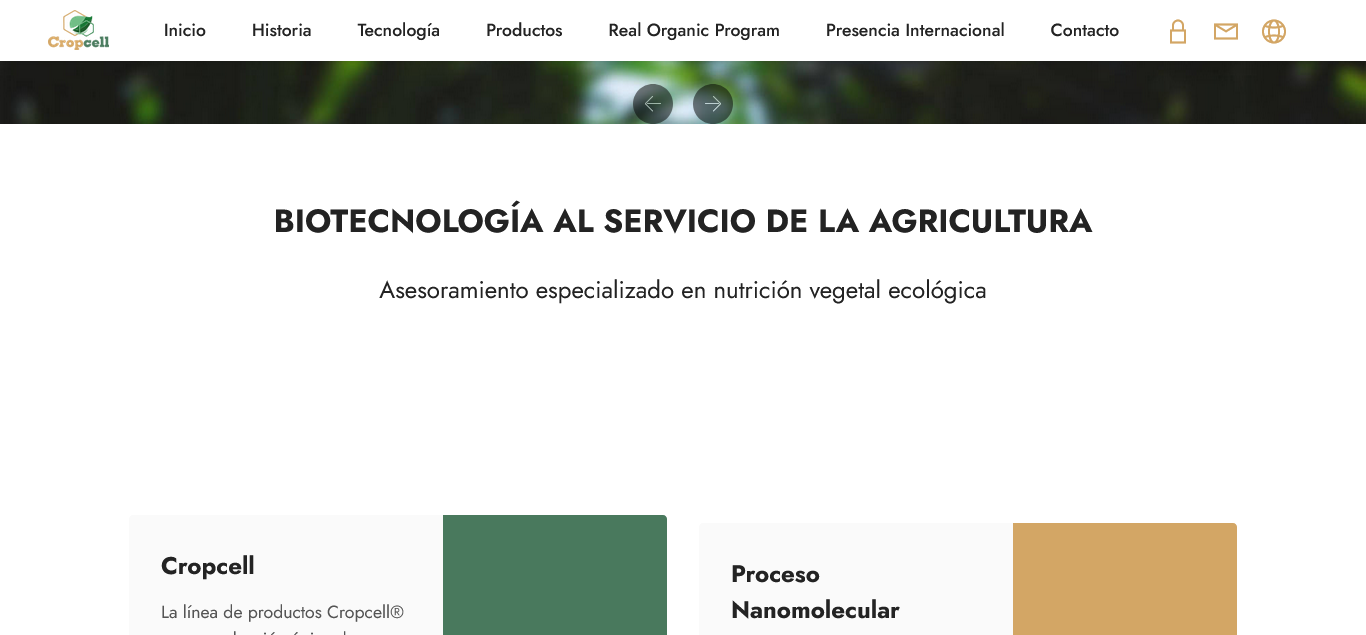 Cropcell
Inicio
Historia
Tecnología
Productos
Real Organic Program
Presencia Internacional
Contacto
BIOTECNOLOGÍA AL SERVICIO DE LA AGRICULTURA
Asesoramiento especializado en nutrición vegetal ecológica
Cropcell
La línea de productos Cropcell®
Proceso
Nanomolecular